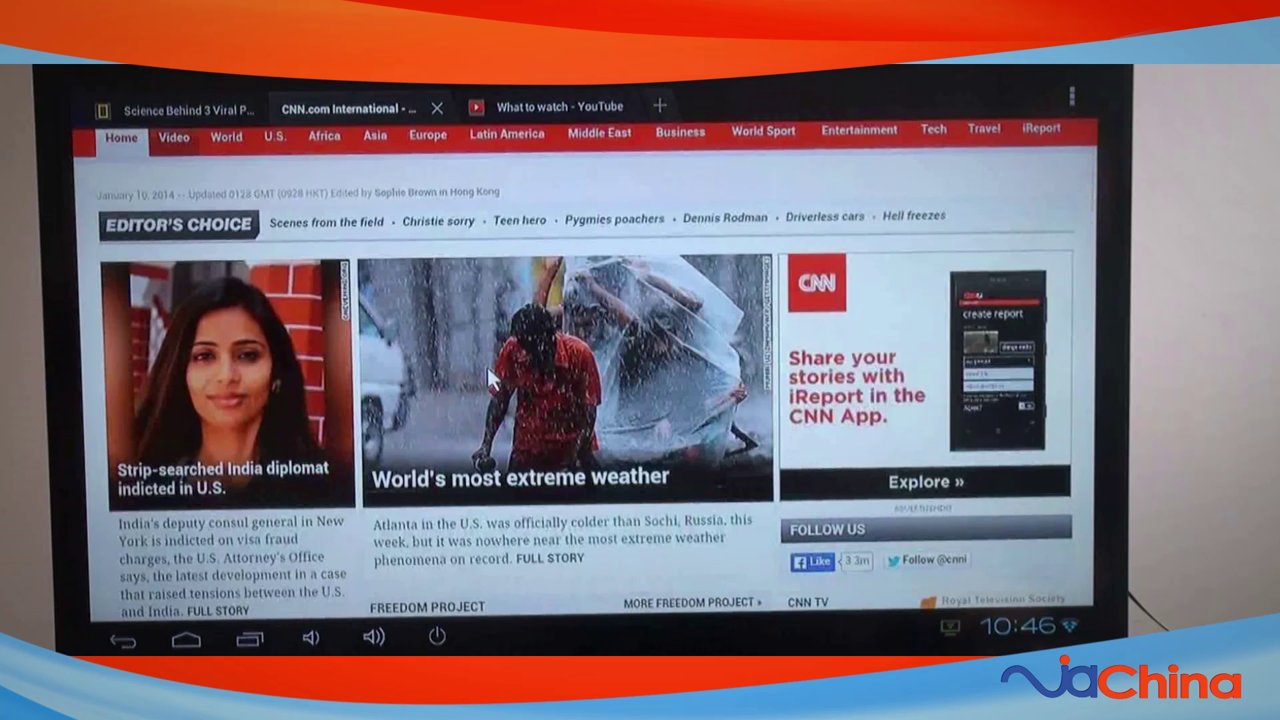 Science Behind 3 Viral P...
CNN.com International - ...
What to watch - YouTube
Home
Video
World
U.S.
Africa
Asia
Europe
Latin America
Middle East
Business
World Sport
Entertainment
Tech
Travel
iReport
January 10, 2014 -- Updated 0128 GMT (0928 HKT) Edited by Sophie Brown in Hong Kong
EDITOR'S CHOICE
Scenes from the field • Christie sorry • Teen hero • Pygmies poachers • Dennis Rodman • Driverless cars • Hell freezes
Strip-searched India diplomat
indicted in U.S.
India's deputy consul general in New
York is indicted on visa fraud
charges, the U.S. Attorney's Office
says, the latest development in a case
that raised tensions between the U.S.
and India. FULL STORY
World's most extreme weather
Atlanta in the U.S. was officially colder than Sochi, Russia, this
week, but it was nowhere near the most extreme weather
phenomena on record. FULL STORY
FREEDOM PROJECT
MORE FREEDOM PROJECT »
CNN
create report
Share your
stories with
iReport in the
CNN App.
Explore »
ADVERTISEMENT
FOLLOW US
Like
3.3m
Follow @cnni
CNN TV
Royal Television Society
10:46
viaChina